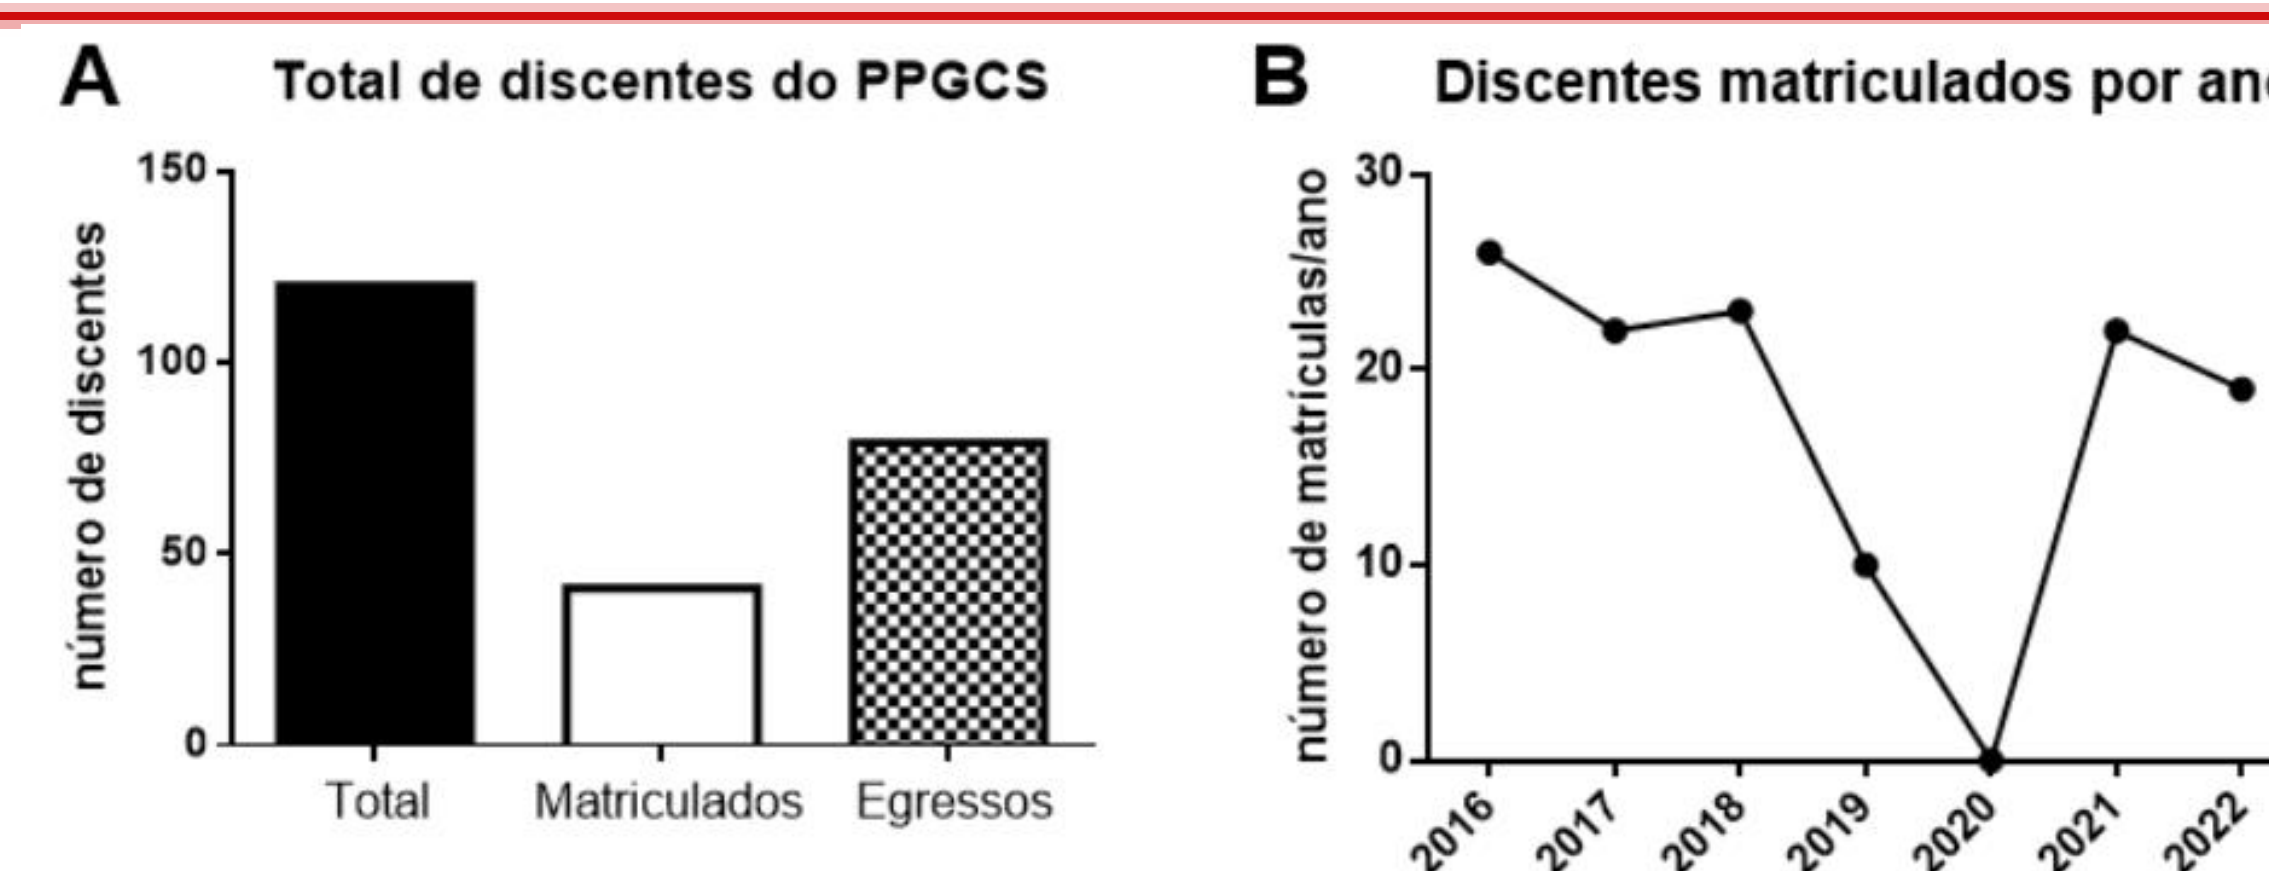 A
Total de discentes do PPGCS
número de discentes
150
100
50
0
Total
Matriculados
Egressos
B
Discentes matriculados por ano
número de matrículas/ano
30
20
10
0
2016
2017
2018
2019
2020
2021
2022